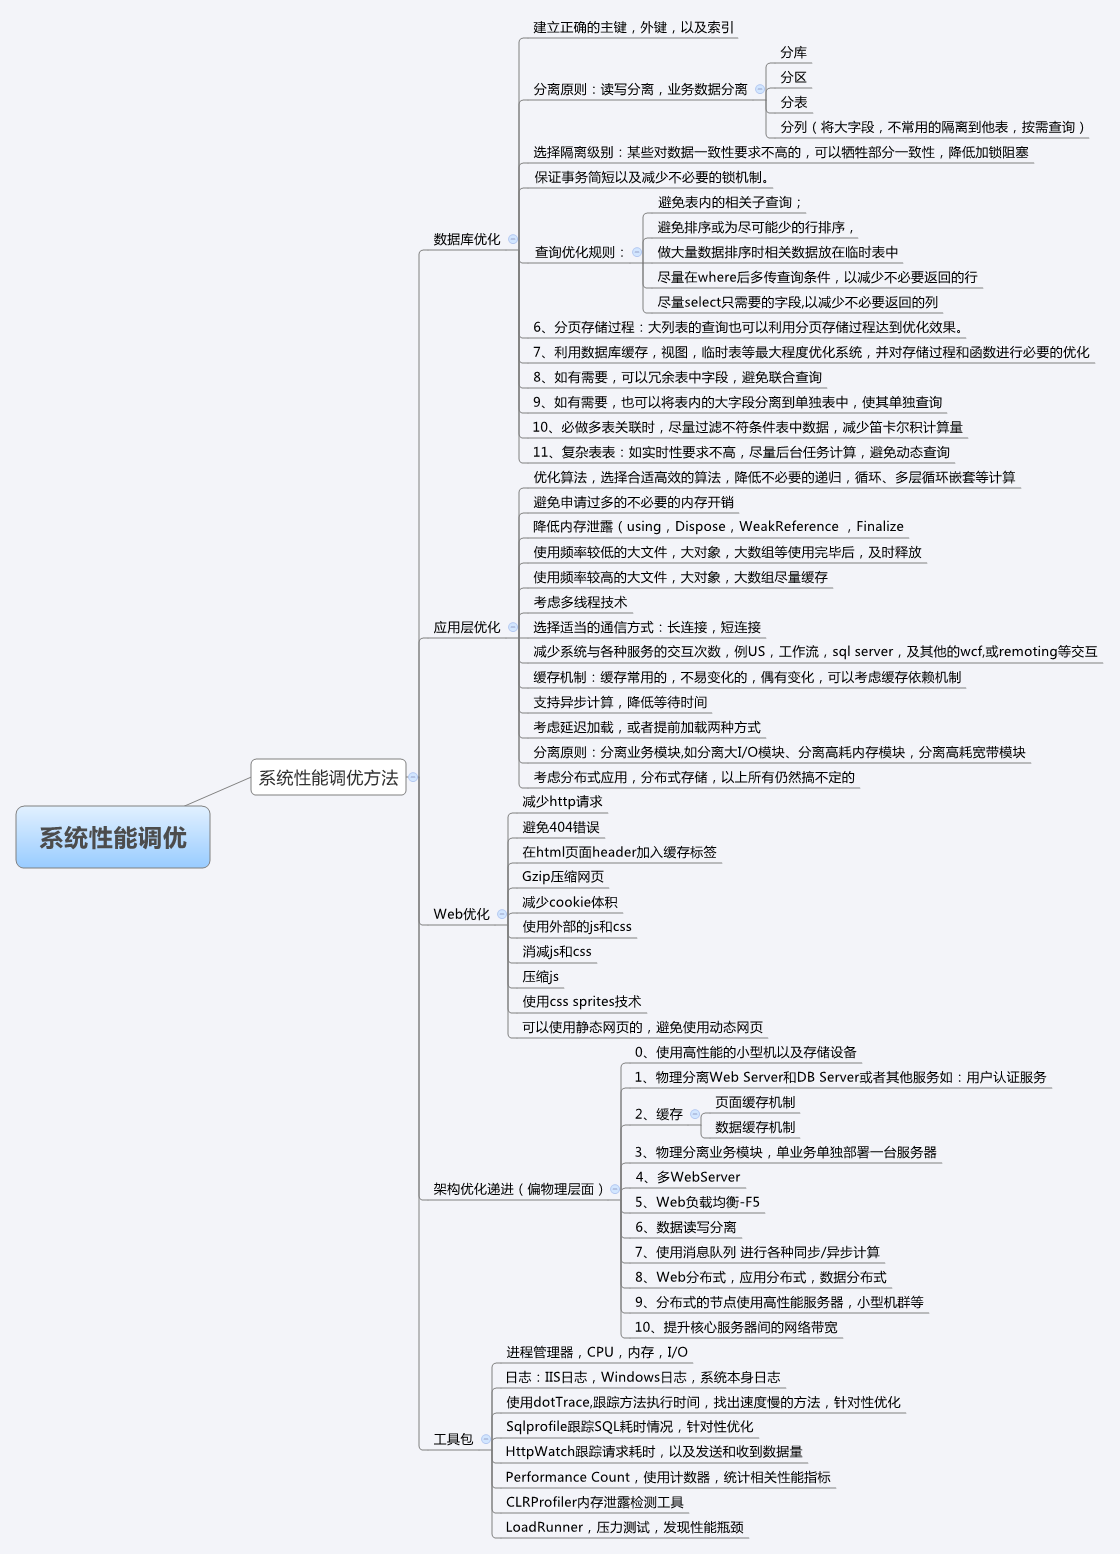 建立正确的主键，外键，以及索引
分库
分区
分离原则：读写分离，业务数据分离
分表
分列（将大字段，不常用的隔离到他表，按需查询）
选择隔离级别：某些对数据一致性要求不高的，可以牺牲部分一致性，降低加锁阻塞
保证事务简短以及减少不必要的锁机制。
避免表内的相关子查询；
避免排序或为尽可能少的行排序，
数据库优化
查询优化规则：
做大量数据排序时相关数据放在临时表中
尽量在where后多传查询条件，以减少不必要返回的行
尽量select只需要的字段,以减少不必要返回的列
6、分页存储过程：大列表的查询也可以利用分页存储过程达到优化效果。
7、利用数据库缓存，视图，临时表等最大程度优化系统，并对存储过程和函数进行必要的优化
8、如有需要，可以冗余表中字段，避免联合查询
9、如有需要，也可以将表内的大字段分离到单独表中，使其单独查询
10、必做多表关联时，尽量过滤不符条件表中数据，减少笛卡尔积计算量
11、复杂表表：如实时性要求不高，尽量后台任务计算，避免动态查询
优化算法，选择合适高效的算法，降低不必要的递归，循环、多层循环嵌套等计算
避免申请过多的不必要的内存开销
降低内存泄露（using，Dispose，WeakReference ，Finalize
使用频率较低的大文件，大对象，大数组等使用完毕后，及时释放
使用频率较高的大文件，大对象，大数组尽量缓存
考虑多线程技术
应用层优化
选择适当的通信方式：长连接，短连接
减少系统与各种服务的交互次数，例US，工作流，sql server，及其他的wcf,或remoting等交互
缓存机制：缓存常用的，不易变化的，偶有变化，可以考虑缓存依赖机制
支持异步计算，降低等待时间
考虑延迟加载，或者提前加载两种方式
分离原则：分离业务模块,如分离大I/O模块、分离高耗内存模块，分离高耗宽带模块
系统性能调优方法
考虑分布式应用，分布式存储，以上所有仍然搞不定的
减少http请求
系统性能调优
避免404错误
在html页面header加入缓存标签
Gzip压缩网页
减少cookie体积
Web优化
使用外部的js和css
消减js和css
压缩js
使用css sprites技术
可以使用静态网页的，避免使用动态网页
0、使用高性能的小型机以及存储设备
1、物理分离Web Server和DB Server或者其他服务如：用户认证服务
页面缓存机制
2、缓存
数据缓存机制
3、物理分离业务模块，单业务单独部署一台服务器
4、多WebServer
架构优化递进（偏物理层面）
5、Web负载均衡-F5
6、数据读写分离
7、使用消息队列 进行各种同步/异步计算
8、Web分布式，应用分布式，数据分布式
9、分布式的节点使用高性能服务器，小型机群等
10、提升核心服务器间的网络带宽
进程管理器，CPU，内存，I/O
日志：IIS日志，Windows日志，系统本身日志
使用dotTrace,跟踪方法执行时间，找出速度慢的方法，针对性优化
Sqlprofile跟踪SQL耗时情况，针对性优化
工具包
HttpWatch跟踪请求耗时，以及发送和收到数据量
Performance Count，使用计数器，统计相关性能指标
CLRProfiler内存泄露检测工具
LoadRunner，压力测试，发现性能瓶颈